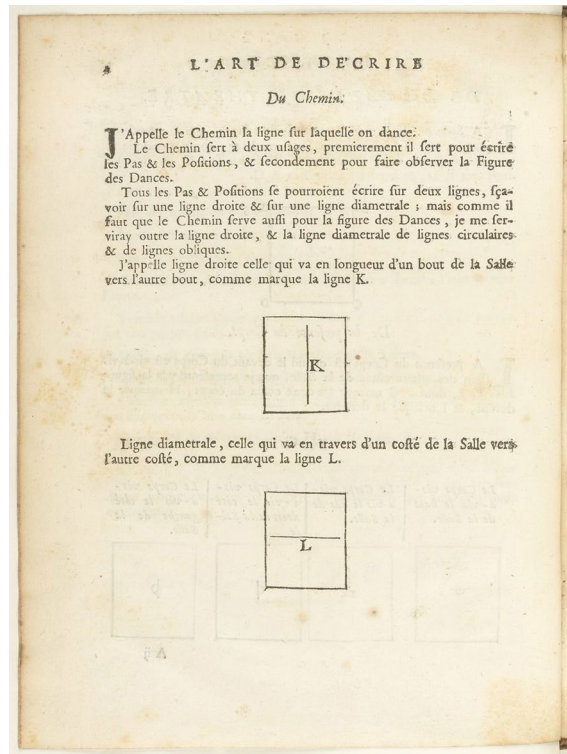 4
L'ART DE DE'CRIRE
Du Chemin.
J'Appelle le Chemin la ligne sur laquelle on dance.
Le Chemin sert à deux usages, premierement il sert pour écrire
les Pas & les Positions, & secondement pour faire observer la Figure
des Dances.
Tous les Pas & Positions se pourroient écrire sur deux lignes, sça-
voir sur une ligne droite & sur une ligne diametrale ; mais comme il
faut que le Chemin serve aussi pour la figure des Dances, je me ser-
viray outre la ligne droite, & la ligne diametrale de lignes circulaires
& de lignes obliques.
J'appelle ligne droite celle qui va en longueur d'un bout de la Salle
vers l'autre bout, comme marque la ligne K.
K
Ligne diametrale, celle qui va en travers d'un costé de la Salle vers
l'autre costé, comme marque la ligne L.
L